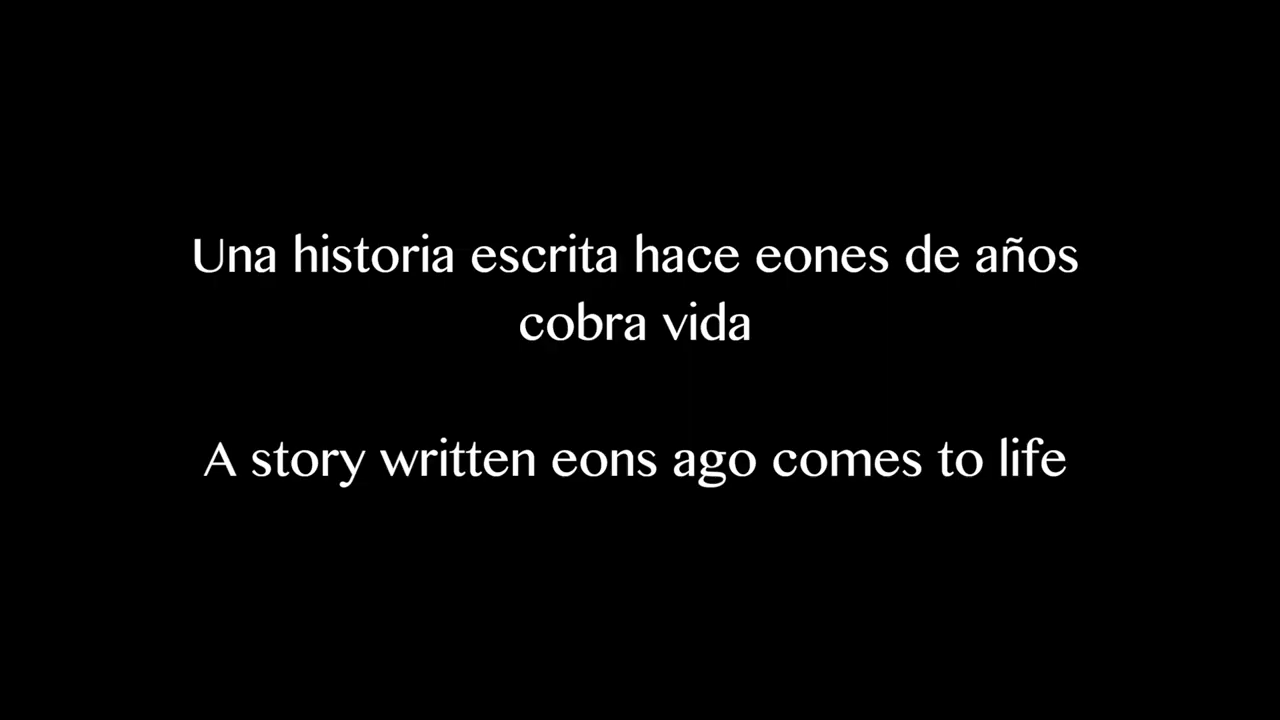 Una historia escrita hace eones de años
cobra vida
A story written eons ago comes to life